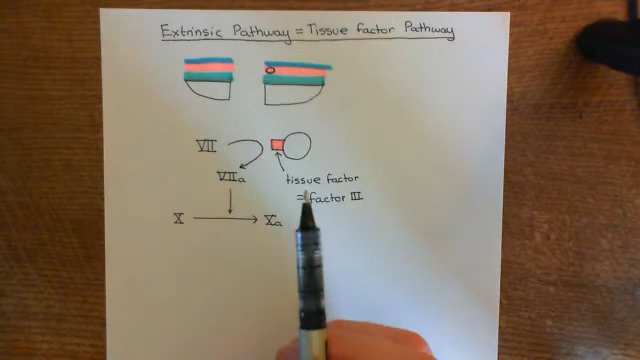 Extrinsic Pathway = Tissue factor Pathway
VII
VIIa
tissue factor
= factor III
X
Xa